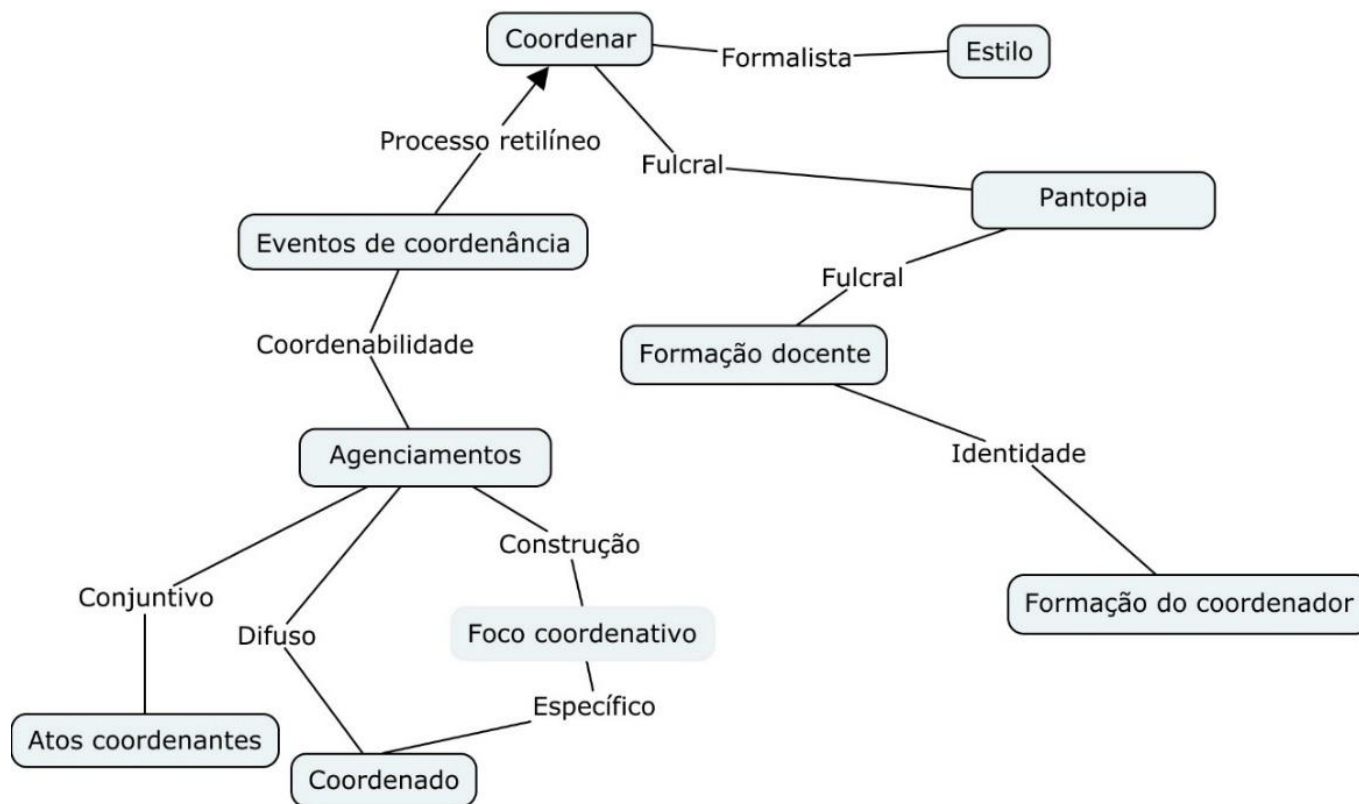 Coordenar
Formalista
Estilo
Processo retilíneo
Fulcral
Pantopia
Eventos de coordenância
Fulcral
Coordenabilidade
Formação docente
Agenciamentos
Identidade
Construção
Conjuntivo
Formação do coordenador
Difuso
Foco coordenativo
Específico
Atos coordenantes
Coordenado